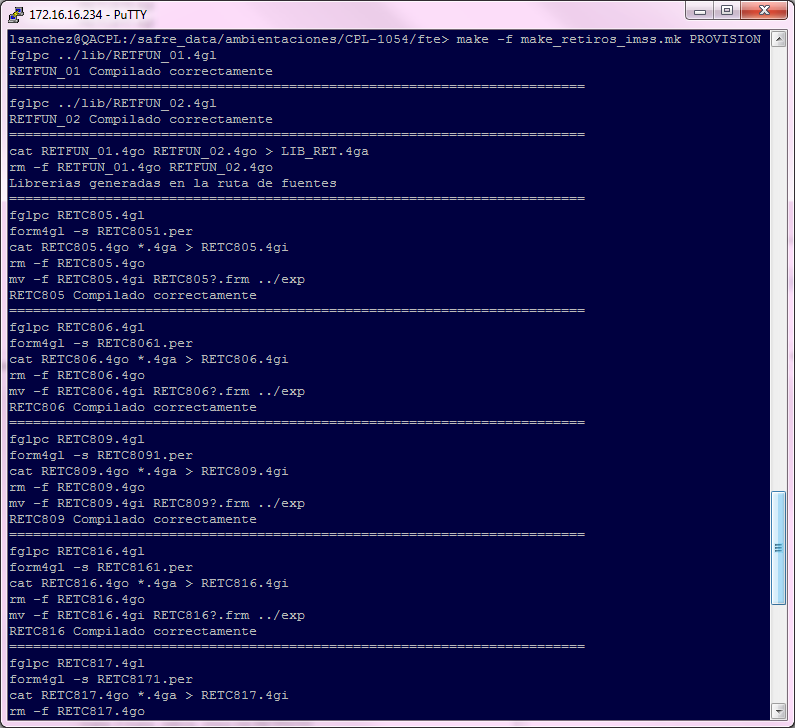 172.16.16.234 - PuTTY
lsanchez@QACPL:/safre_data/ambientaciones/CPL-1054/fte> make -f make_retiros_imss.mk PROVISION
fglpc ../lib/RETFUN_01.4gl
RETFUN_01 Compilado correctamente
========================================================================
fglpc ../lib/RETFUN_02.4gl
RETFUN_02 Compilado correctamente
========================================================================
cat RETFUN_01.4go RETFUN_02.4go > LIB_RET.4ga
rm -f RETFUN_01.4go RETFUN_02.4go
Librerias generadas en la ruta de fuentes
========================================================================
fglpc RETC805.4gl
form4gl -s RETC8051.per
cat RETC805.4go *.4ga > RETC805.4gi
rm -f RETC805.4go
mv -f RETC805.4gi RETC805?.frm ../exp
RETC805 Compilado correctamente
========================================================================
fglpc RETC806.4gl
form4gl -s RETC8061.per
cat RETC806.4go *.4ga > RETC806.4gi
rm -f RETC806.4go
mv -f RETC806.4gi RETC806?.frm ../exp
RETC806 Compilado correctamente
========================================================================
fglpc RETC809.4gl
form4gl -s RETC8091.per
cat RETC809.4go *.4ga > RETC809.4gi
rm -f RETC809.4go
mv -f RETC809.4gi RETC809?.frm ../exp
RETC809 Compilado correctamente
========================================================================
fglpc RETC816.4gl
form4gl -s RETC8161.per
cat RETC816.4go *.4ga > RETC816.4gi
rm -f RETC816.4go
mv -f RETC816.4gi RETC816?.frm ../exp
RETC816 Compilado correctamente
========================================================================
fglpc RETC817.4gl
form4gl -s RETC8171.per
cat RETC817.4go *.4ga > RETC817.4gi
rm -f RETC817.4go